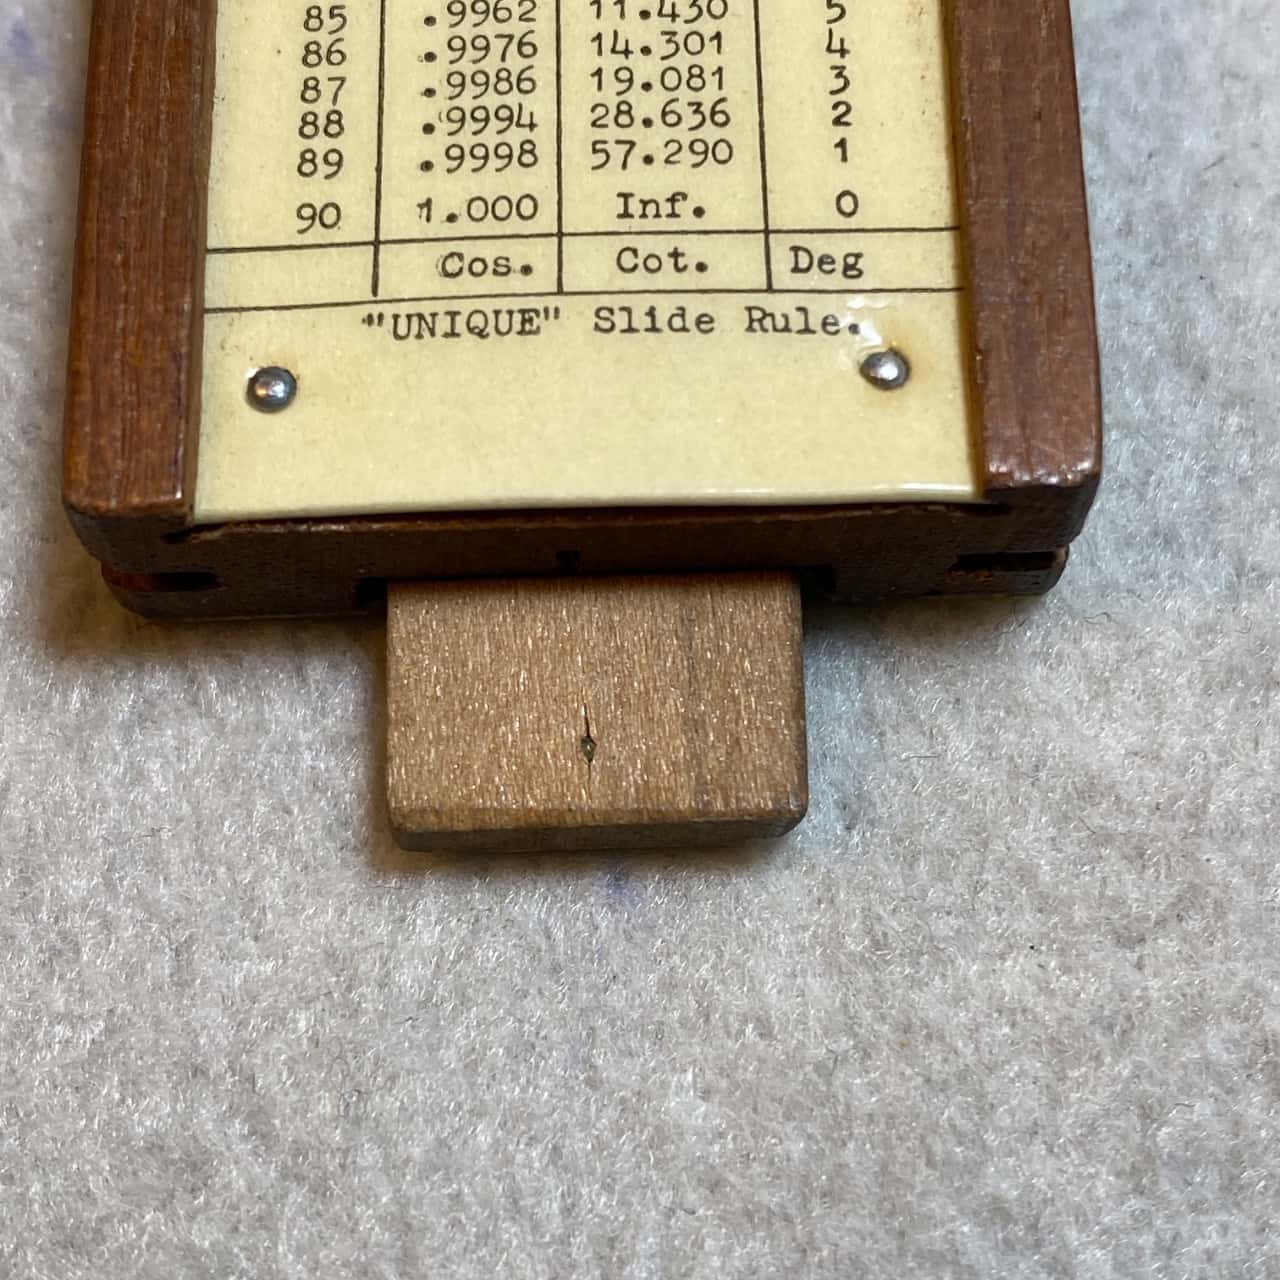 85 .9962 11.430 5
86 .9976 14.301 4
87 .9986 19.081 3
88 .9994 28.636 2
89 .9998 57.290 1
90 1.000 Inf. 0
Cos. Cot. Deg
"UNIQUE" Slide Rule.